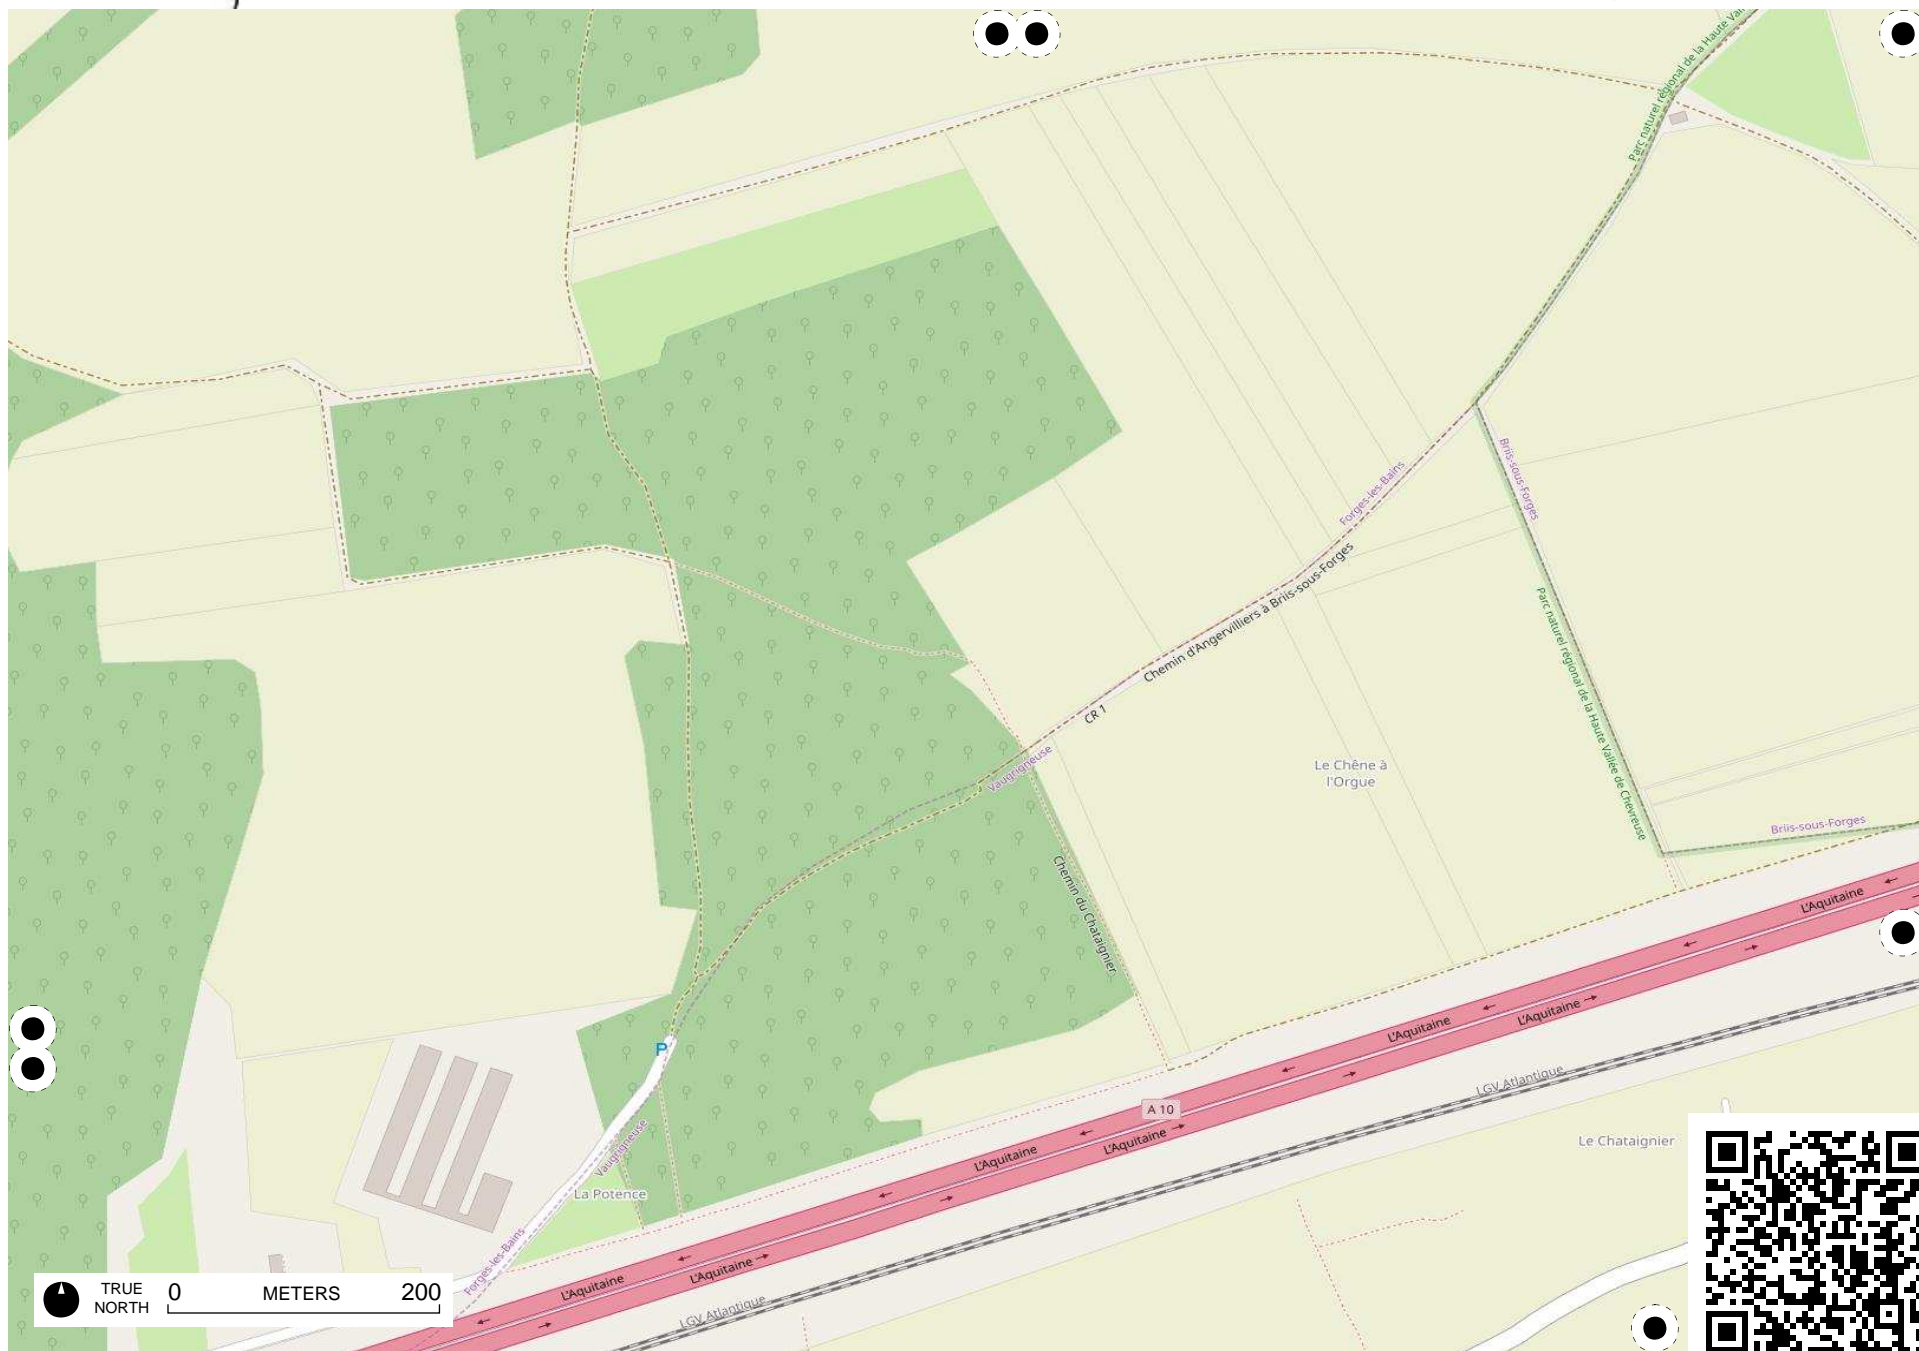 Parc naturel régional de la Haute Val
Forges-les-Bains
Briis-sous-Forges
Chemin d'Angervilliers à Briis-sous-Forges
CR 1
Vaugrigneuse
Parc naturel régional de la Haute Vallée de Chevreuse
Le Chêne à
l'Orgue
Briis-sous-Forges
Chemin du Chataignier
L'Aquitaine
L'Aquitaine
L'Aquitaine
P
LGV Atlantique
A 10
L'Aquitaine
L'Aquitaine
Le Chataignier
Vaugrigneuse
La Potence
Forges-les-Bains
L'Aquitaine
L'Aquitaine
LGV Atlantique
TRUE
NORTH
0 METERS 200